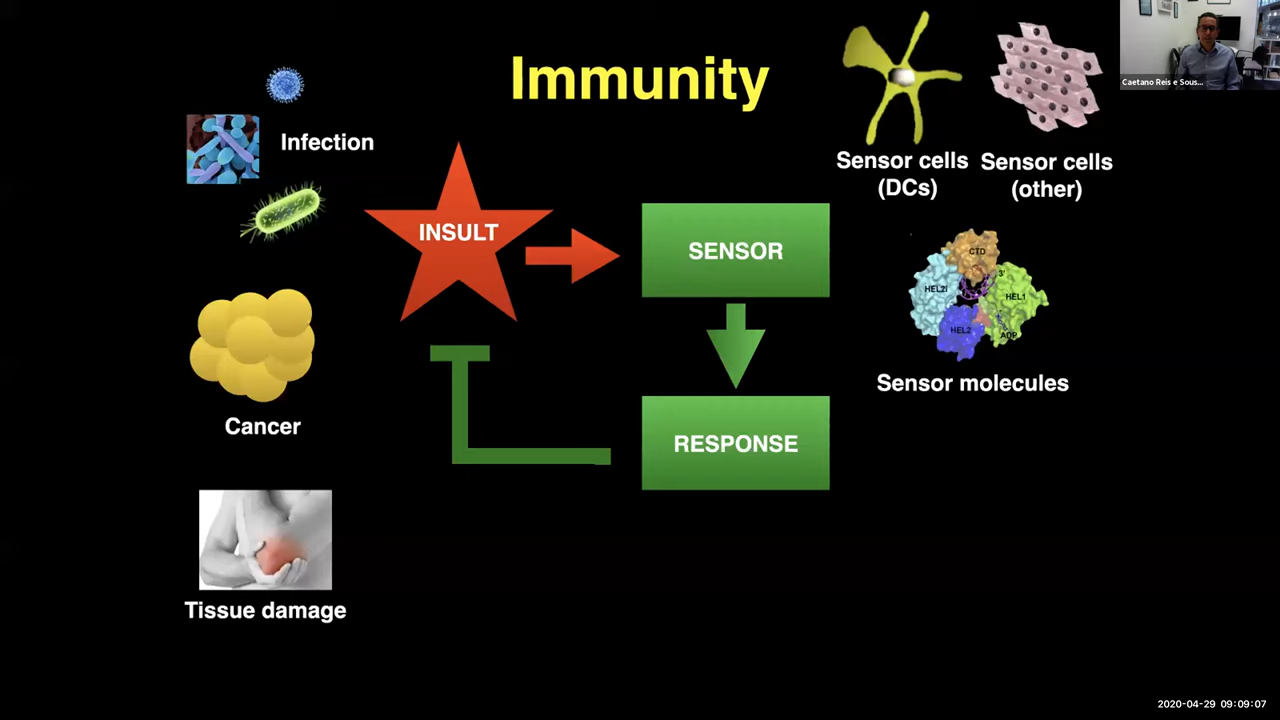 Immunity
Caetano Reis e Sous...
Infection
INSULT
SENSOR
RESPONSE
Cancer
Tissue damage
Sensor cells
(DCs)
Sensor cells
(other)
CTD
3'
HEL2i
HEL1
HEL2
ADP
Sensor molecules
2020-04-29 09:09:07